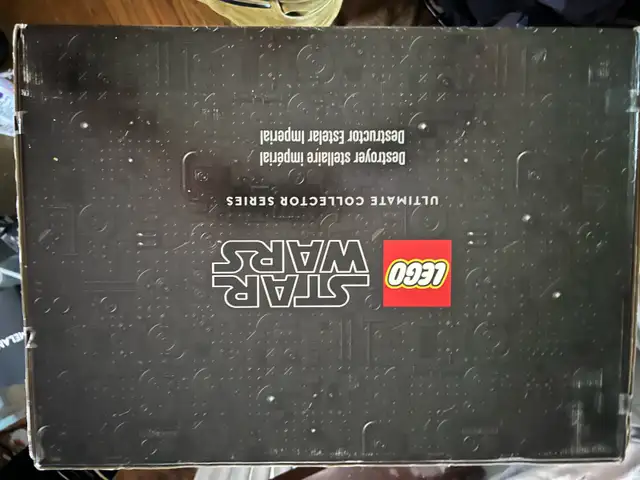 LEGO
STAR
WARS
ULTIMATE COLLECTOR SERIES
Destroyer stellaire impérial
Destructor Estelar Imperial